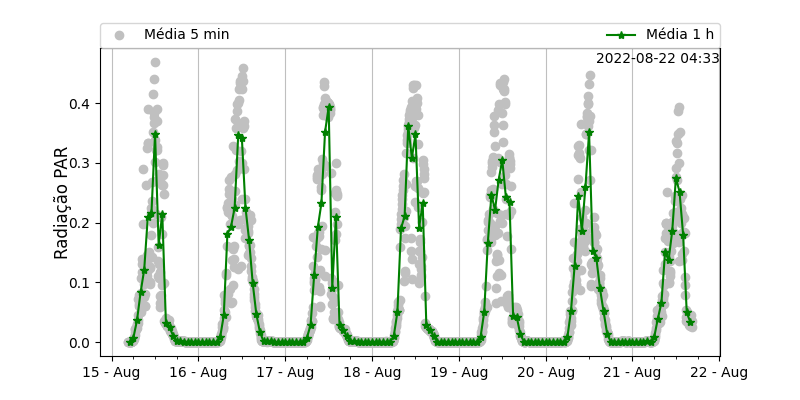 Média 5 min
Média 1 h
2022-08-22 04:33
Radiação PAR
0.4
0.3
0.2
0.1
0.0
15 - Aug
16 - Aug
17 - Aug
18 - Aug
19 - Aug
20 - Aug
21 - Aug
22 - Aug